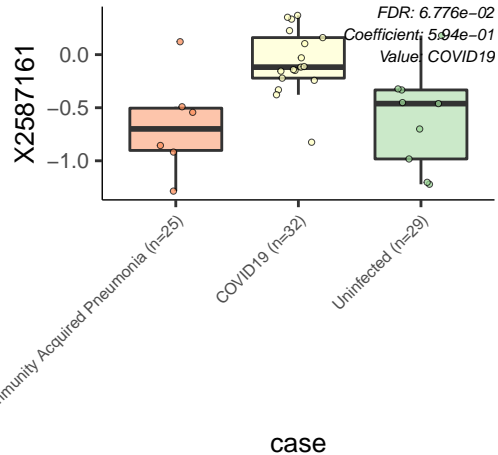 FDR: 6.776e−02
Coefficient: 5.94e−01
Value: COVID19
X2587161
0.0
−0.5
−1.0
mmunity Acquired Pneumonia (n=25)
COVID19 (n=32)
Uninfected (n=29)
case